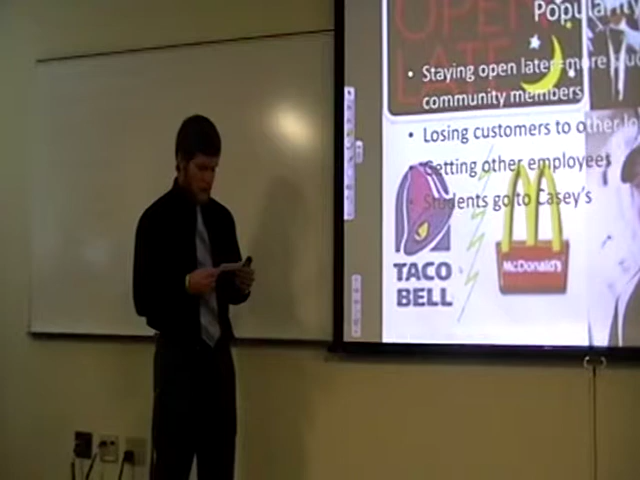 OPEN
LATE
Popularity
• Staying open later=more
community members
• Losing customers to other
• Getting other employees
• Students go to Casey's
TACO
BELL
McDonald's